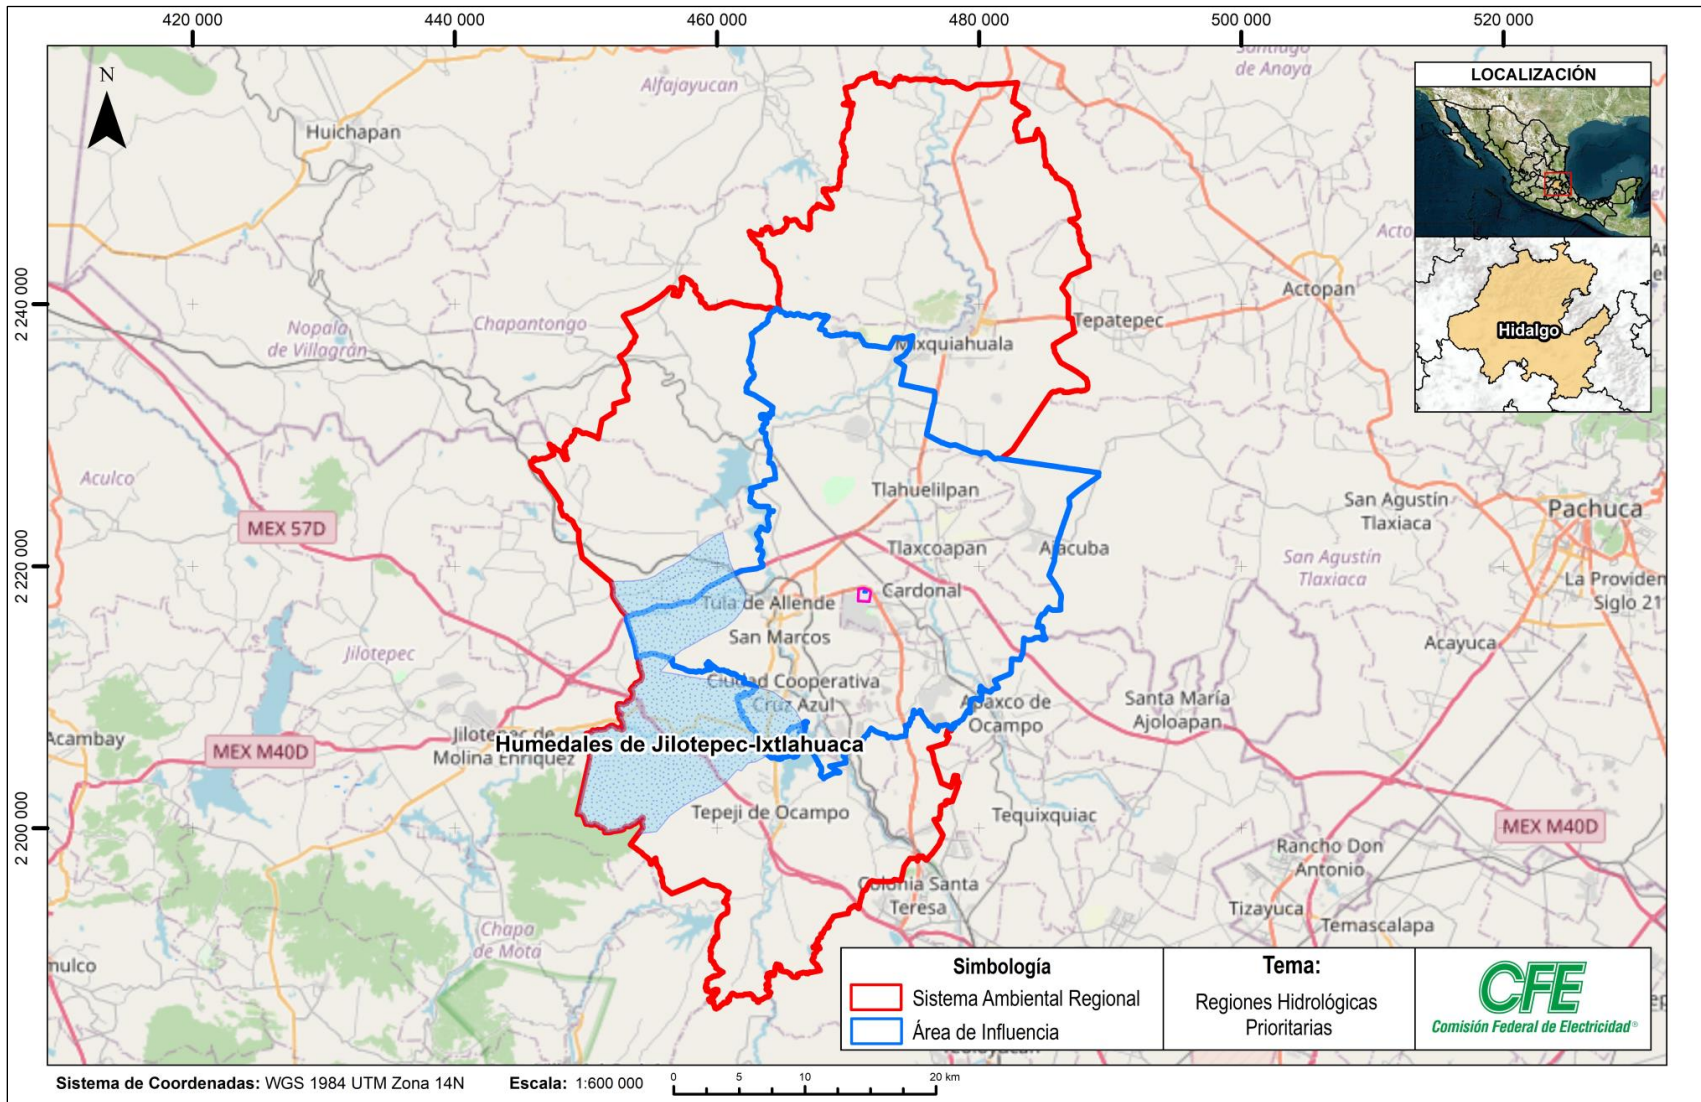 420 000
440 000
460 000
480 000
500 000
520 000
2 240 000
2 220 000
2 200 000
N
Alfajayucan
Santiago
de Anaya
Huichapan
Actopan
Nopala
de Villagrán
Chapantongo
Tepatepec
Mixquiahuala
Aculco
Tlahuelilpan
San Agustín
Tlaxiaca
Pachuca
MEX 57D
Tlaxcoapan
Ajacuba
San Agustín
Tlaxiaca
Cardonal
La Providen
Siglo 21
Tula de Allende
San Marcos
Acayuca
Jilotepec
Ciudad Cooperativa
Cruz Azul
Apaxco de
Ocampo
Santa María
Ajoloapan
Acambay
MEX M40D
Jilotepec de
Molina Enríquez
Humedales de Jilotepec-Ixtlahuaca
Tepeji de Ocampo
Tequixquiac
MEX M40D
Rancho Don
Antonio
Colonia Santa
Teresa
Tizayuca
Temascalapa
Chapa
de Mota
mulco
LOCALIZACIÓN
Hidalgo
Simbología
Sistema Ambiental Regional
Área de Influencia
Tema:
Regiones Hidrológicas
Prioritarias
CFE
Comisión Federal de Electricidad®
Sistema de Coordenadas: WGS 1984 UTM Zona 14N
Escala: 1:600 000
0 5 10 20 km